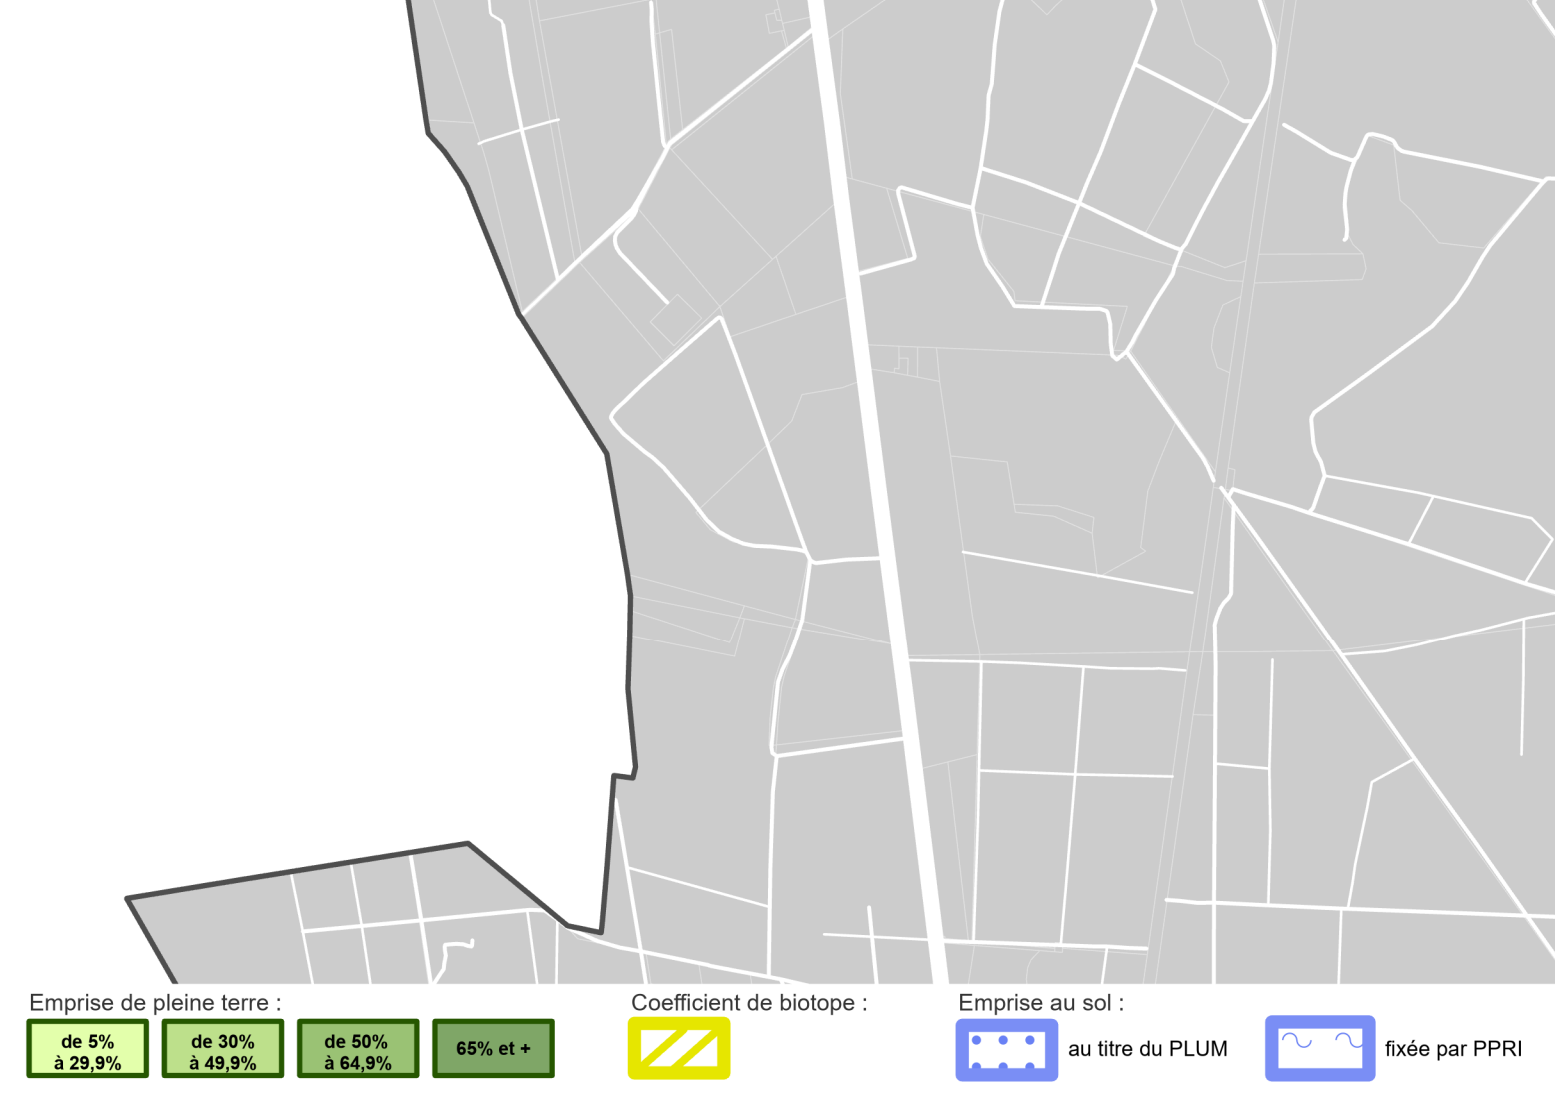 Emprise de pleine terre :
de 5%
à 29,9%
de 30%
à 49,9%
de 50%
à 64,9%
65% et +
Coefficient de biotope :
Emprise au sol :
au titre du PLUM
fixée par PPRI